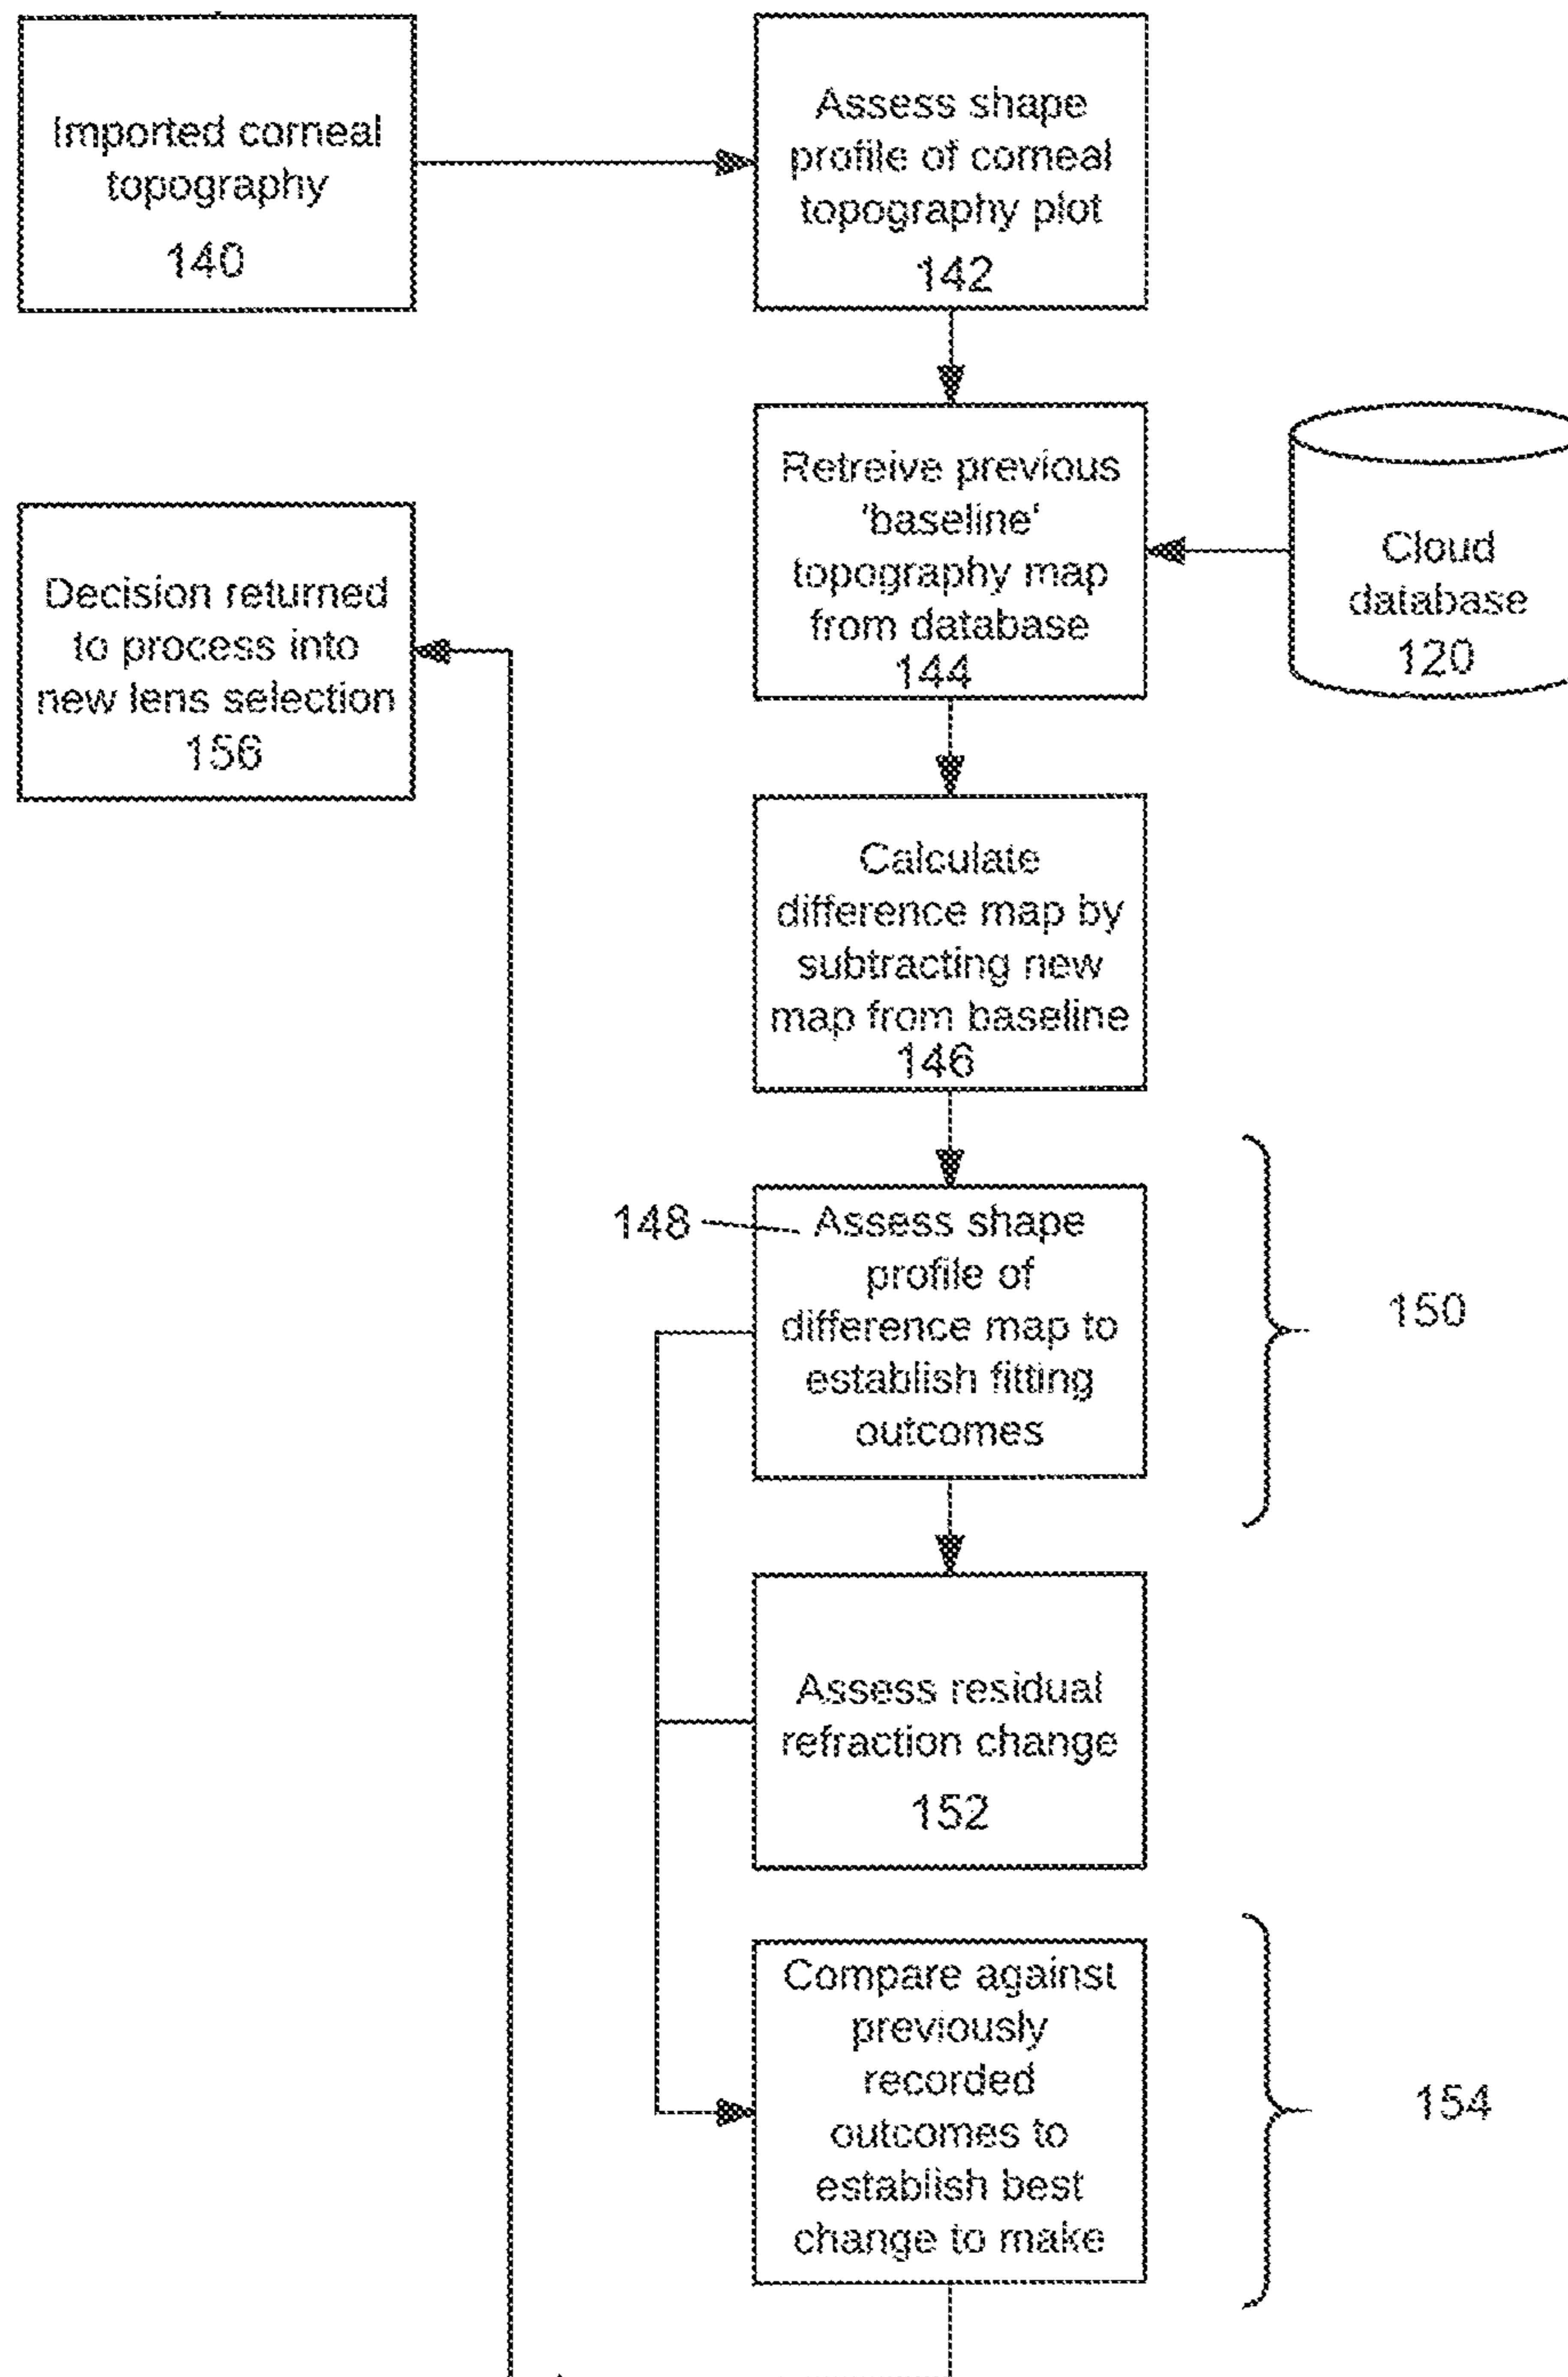 Imported corneal
topography
140
Assess shape
profile of corneal
topography plot
142
Retreive previous
'baseline'
topography map
from database
144
Cloud
database
120
Decision returned
to process into
new lens selection
156
Calculate
difference map by
subtracting new
map from baseline
146
148
Assess shape
profile of
difference map to
establish fitting
outcomes
150
Assess residual
refraction change
152
Compare against
previously
recorded
outcomes to
establish best
change to make
154